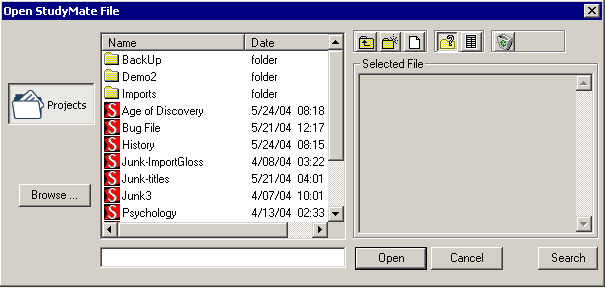 Open StudyMate File
Name Date
BackUp folder
Demo2 folder
Imports folder
Age of Discovery 5/24/04 08:18
Bug File 5/21/04 12:17
History 5/24/04 08:15
Junk-ImportGloss 4/08/04 03:22
Junk-titles 5/21/04 04:01
Junk3 4/07/04 10:01
Psychology 4/13/04 02:33
Projects
Browse ...
Selected File
Open
Cancel
Search